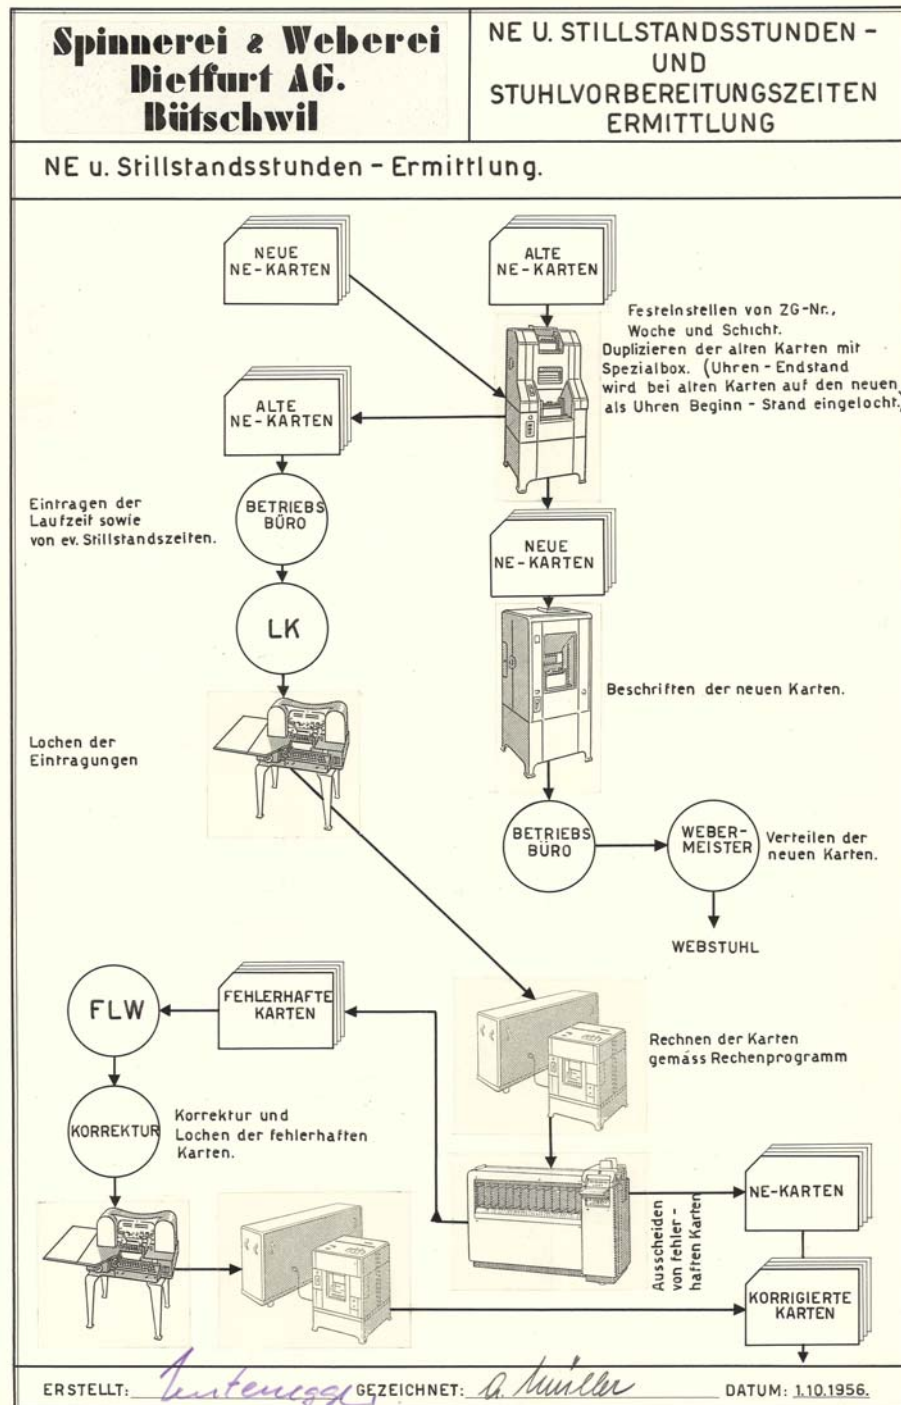 Spinnerei & Weberei
Dietfurt AG.
Bütschwil
NE U. STILLSTANDSSTUNDEN -
UND
STUHLVORBEREITUNGSZEITEN
ERMITTLUNG
NE u. Stillstandsstunden - Ermittlung.
NEUE
NE-KARTEN
ALTE
NE-KARTEN
Festeinstellen von ZG-Nr.,
Woche und Schicht.
Duplizieren der alten Karten mit
Spezialbox. (Uhren - Endstand
wird bei alten Karten auf den neuen
als Uhren Beginn - Stand eingelocht.)
ALTE
NE-KARTEN
Eintragen der
Laufzeit sowie
von ev. Stillstandszeiten.
BETRIEBS
BÜRO
NEUE
NE-KARTEN
LK
Beschriften der neuen Karten.
Lochen der
Eintragungen
BETRIEBS
BÜRO
WEBER-
MEISTER
Verteilen der
neuen Karten.
WEBSTUHL
FLW
FEHLERHAFTE
KARTEN
Rechnen der Karten
gemäss Rechenprogramm
KORREKTUR
Korrektur und
Lochen der fehlerhaften
Karten.
Ausscheiden
von fehler -
haften Karten
NE-KARTEN
KORRIGIERTE
KARTEN
ERSTELLT: GEZEICHNET: A. Müller DATUM: 1.10.1956.